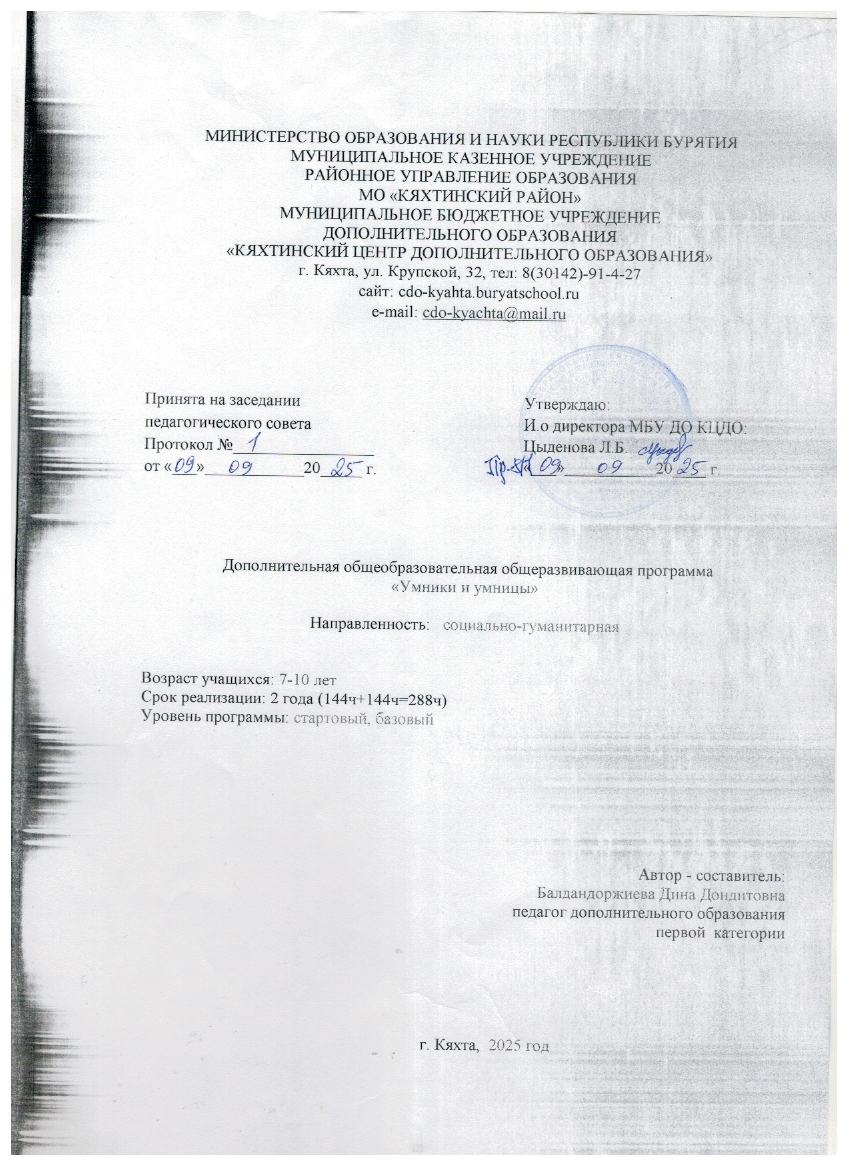 МИНИСТЕРСТВО ОБРАЗОВАНИЯ И НАУКИ РЕСПУБЛИКИ БУРЯТИЯ
МУНИЦИПАЛЬНОЕ КАЗЕННОЕ УЧРЕЖДЕНИЕ
РАЙОННОЕ УПРАВЛЕНИЕ ОБРАЗОВАНИЯ
МО «КЯХТИНСКИЙ РАЙОН»
МУНИЦИПАЛЬНОЕ БЮДЖЕТНОЕ УЧРЕЖДЕНИЕ
ДОПОЛНИТЕЛЬНОГО ОБРАЗОВАНИЯ
«КЯХТИНСКИЙ ЦЕНТР ДОПОЛНИТЕЛЬНОГО ОБРАЗОВАНИЯ»
г. Кяхта, ул. Крупской, 32, тел: 8(30142)-91-4-27
сайт: cdo-kyahta.buryatschool.ru
e-mail: cdo-kyachta@mail.ru
Принята на заседании
педагогического совета
Протокол № 1
от «09» 09 2025 г.
Утверждаю:
И.о директора МБУ ДО КЦДО:
Цыденова Л.Б.
«09» 09 2025 г
Дополнительная общеобразовательная общеразвивающая программа
«Умники и умницы»
Направленность: социально-гуманитарная
Возраст учащихся: 7-10 лет
Срок реализации: 2 года (144ч+144ч=288ч)
Уровень программы: стартовый, базовый
Автор - составитель:
Балдандоржиева Дина Дондитовна
педагог дополнительного образования
первой категории
г. Кяхта, 2025 год